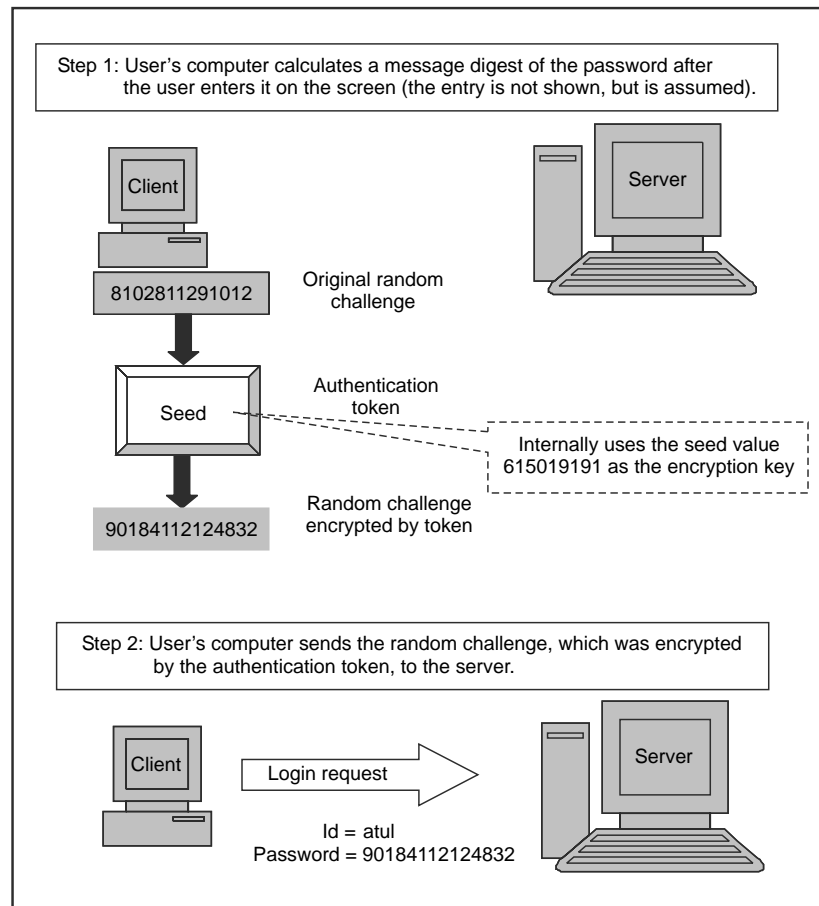 Step 1: User’s computer calculates a message digest of the password after
the user enters it on the screen (the entry is not shown, but is assumed).
Client
Server
8102811291012
Original random
challenge
Seed
Authentication
token
Internally uses the seed value
615019191 as the encryption key
90184112124832
Random challenge
encrypted by token
Step 2: User’s computer sends the random challenge, which was encrypted
by the authentication token, to the server.
Client
Login request
Server
Id = atul
Password = 90184112124832